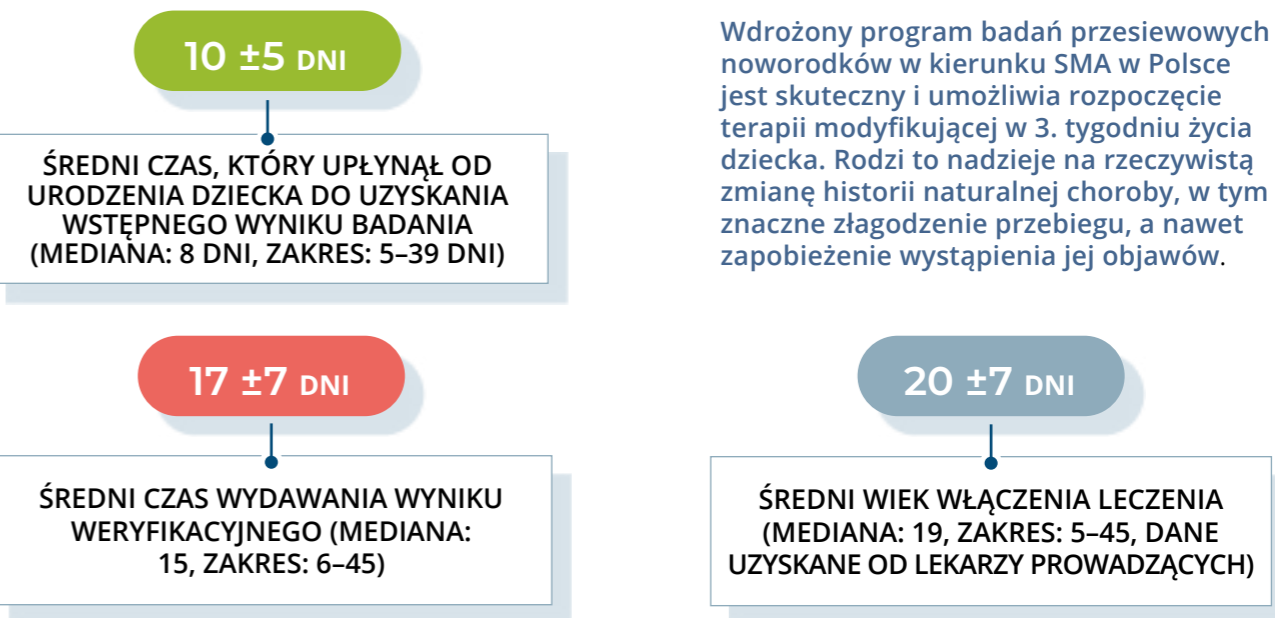 10 ±5 DNI
ŚREDNI CZAS, KTÓRY UPŁYNĄŁ OD
URODZENIA DZIECKA DO UZYSKANIA
WSTĘPNEGO WYNIKU BADANIA
(MEDIANA: 8 DNI, ZAKRES: 5–39 DNI)
Wdrożony program badań przesiewowych
noworodków w kierunku SMA w Polsce
jest skuteczny i umożliwia rozpoczęcie
terapii modyfikującej w 3. tygodniu życia
dziecka. Rodzi to nadzieje na rzeczywistą
zmianę historii naturalnej choroby, w tym
znaczne złagodzenie przebiegu, a nawet
zapobieżenie wystąpienia jej objawów.
17 ±7 DNI
ŚREDNI CZAS WYDAWANIA WYNIKU
WERYFIKACYJNEGO (MEDIANA:
15, ZAKRES: 6–45)
20 ±7 DNI
ŚREDNI WIEK WŁĄCZENIA LECZENIA
(MEDIANA: 19, ZAKRES: 5–45, DANE
UZYSKANE OD LEKARZY PROWADZĄCYCH)